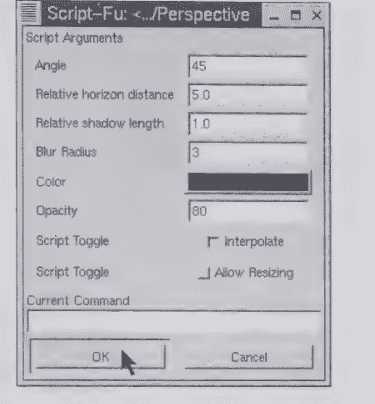 Script-Fu: <.../Perspective
Script Arguments
Angle 45
Relative horizon distance 5.0
Relative shadow length 1.0
Blur Radius 3
Color
Opacity 80
Script Toggle Interpolate
Script Toggle Allow Resizing
Current Command
OK Cancel